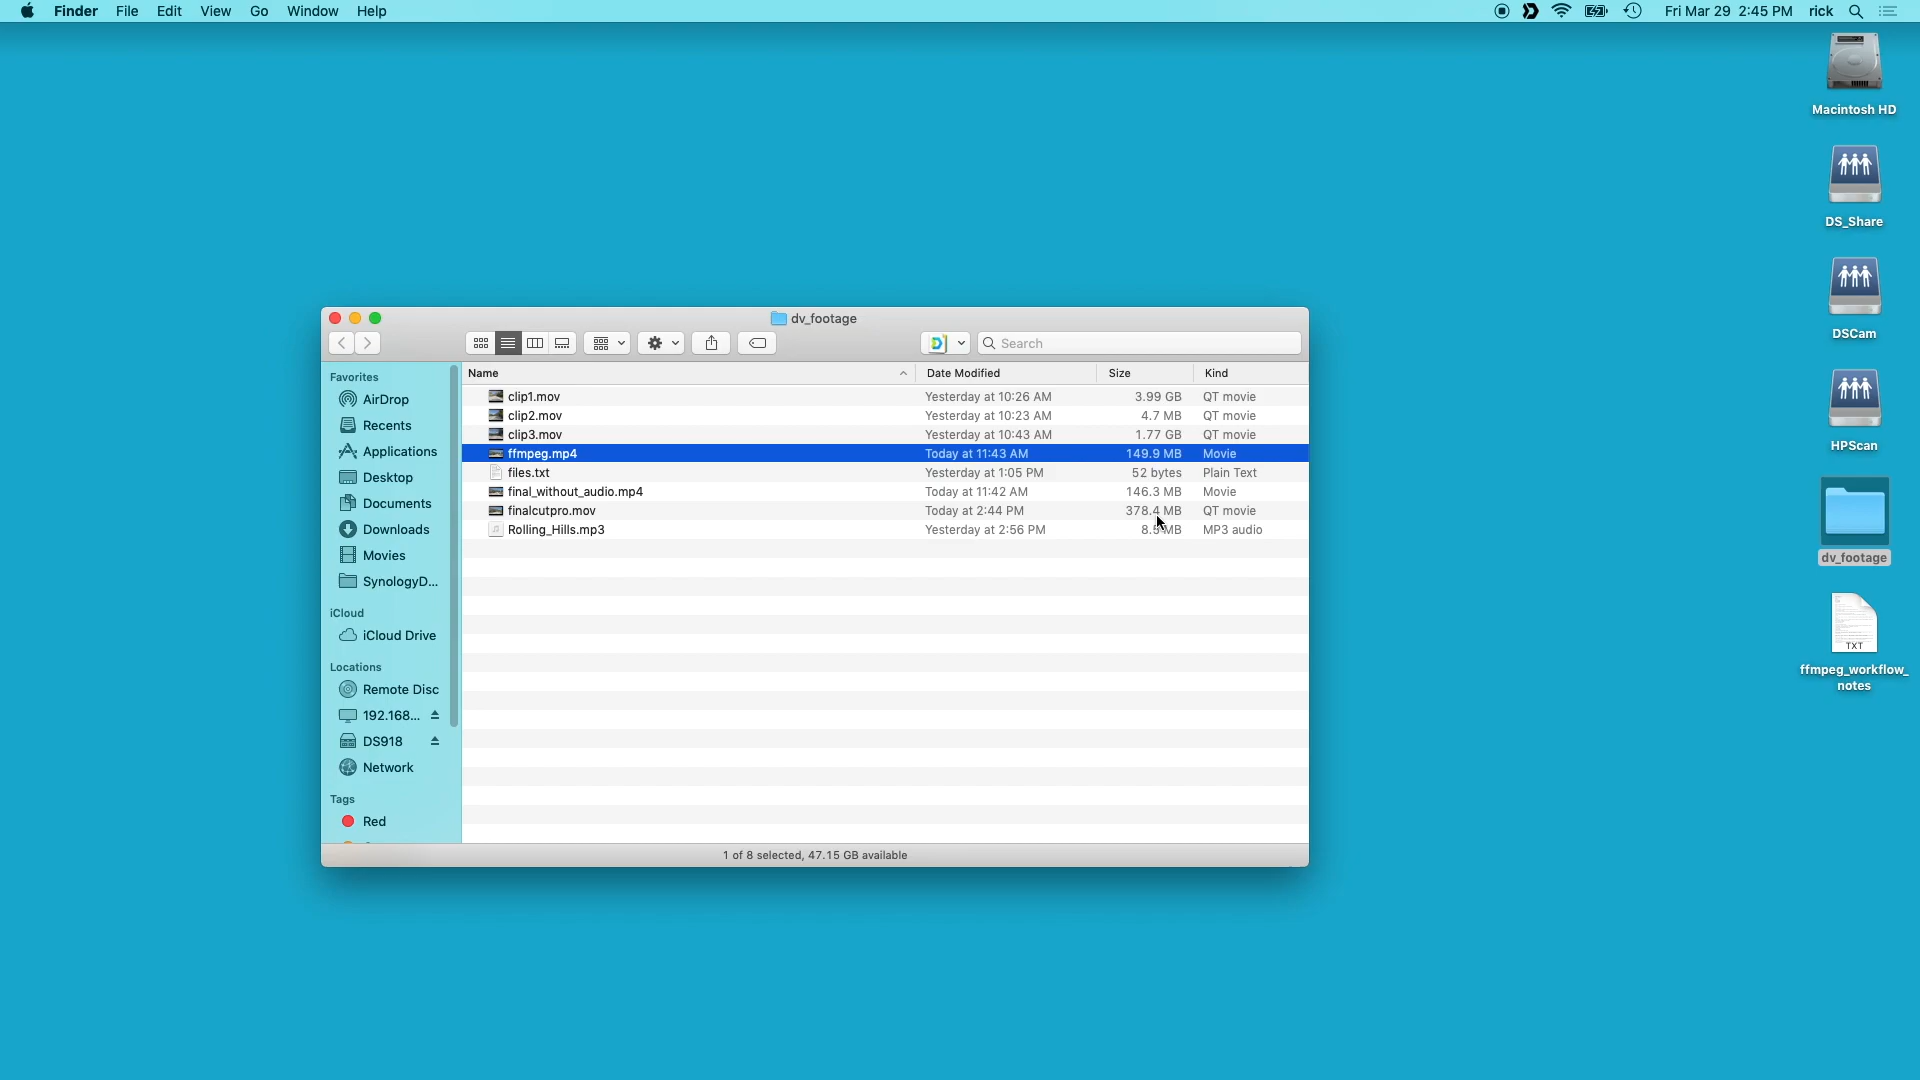 Finder File Edit View Go Window Help Fri Mar 29 2:45 PM rick
Macintosh HD
DS_Share
DSCam
HPScan
dv_footage
TXT
ffmpeg_workflow_
notes
dv_footage
Search
Favorites
AirDrop
Recents
Applications
Desktop
Documents
Downloads
Movies
SynologyD...
iCloud
iCloud Drive
Locations
Remote Disc
192.168...
DS918
Network
Tags
Red
Name Date Modified Size Kind
clip1.mov Yesterday at 10:26 AM 3.99 GB QT movie
clip2.mov Yesterday at 10:23 AM 4.7 MB QT movie
clip3.mov Yesterday at 10:43 AM 1.77 GB QT movie
ffmpeg.mp4 Today at 11:43 AM 149.9 MB Movie
files.txt Yesterday at 1:05 PM 52 bytes Plain Text
final_without_audio.mp4 Today at 11:42 AM 146.3 MB Movie
finalcutpro.mov Today at 2:44 PM 378.4 MB QT movie
Rolling_Hills.mp3 Yesterday at 2:56 PM MB MP3 audio
1 of 8 selected, 47.15 GB available